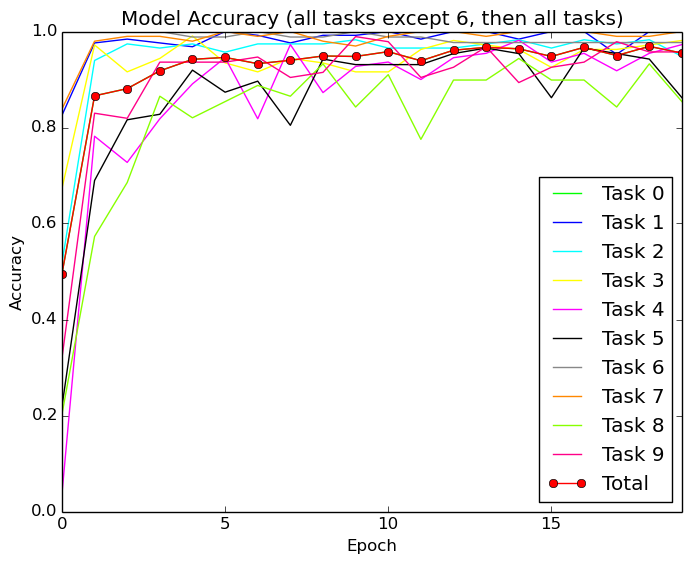 Model Accuracy (all tasks except 6, then all tasks)
1.0
0.8
0.6
0.4
0.2
0.0
Accuracy
0 5 10 15
Epoch
Task 0
Task 1
Task 2
Task 3
Task 4
Task 5
Task 6
Task 7
Task 8
Task 9
Total